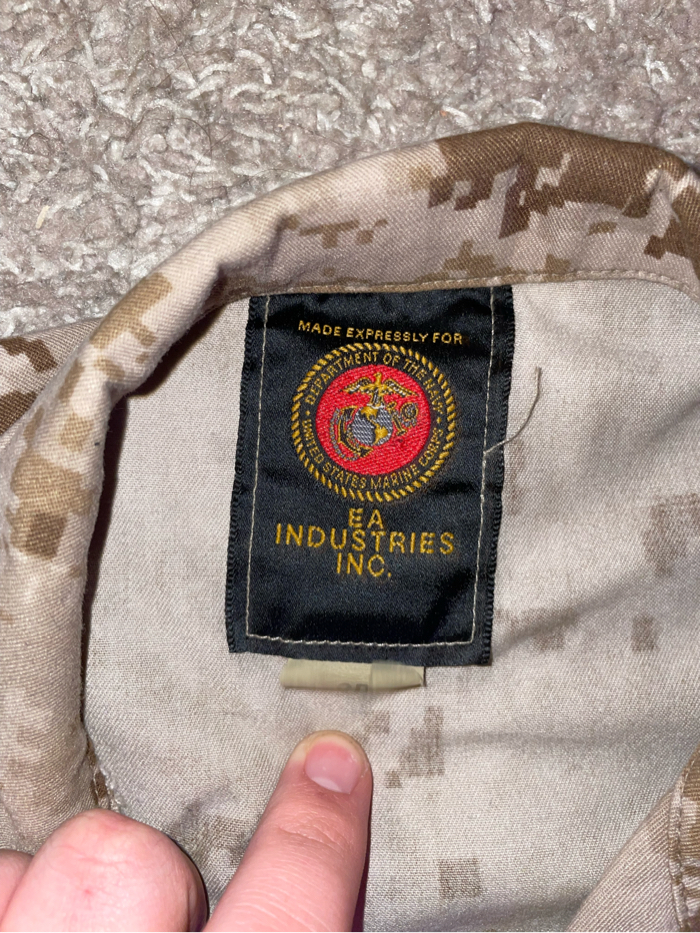 MADE EXPRESSLY FOR
DEPARTMENT OF THE NAVY
UNITED STATES MARINE CORPS
EA
INDUSTRIES
INC.